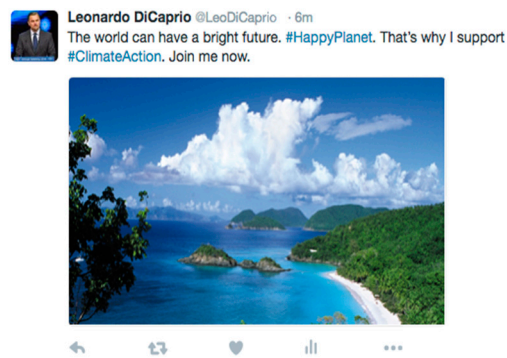 Leonardo DiCaprio @LeoDiCaprio · 6m
The world can have a bright future. #HappyPlanet. That's why I support
#ClimateAction. Join me now.